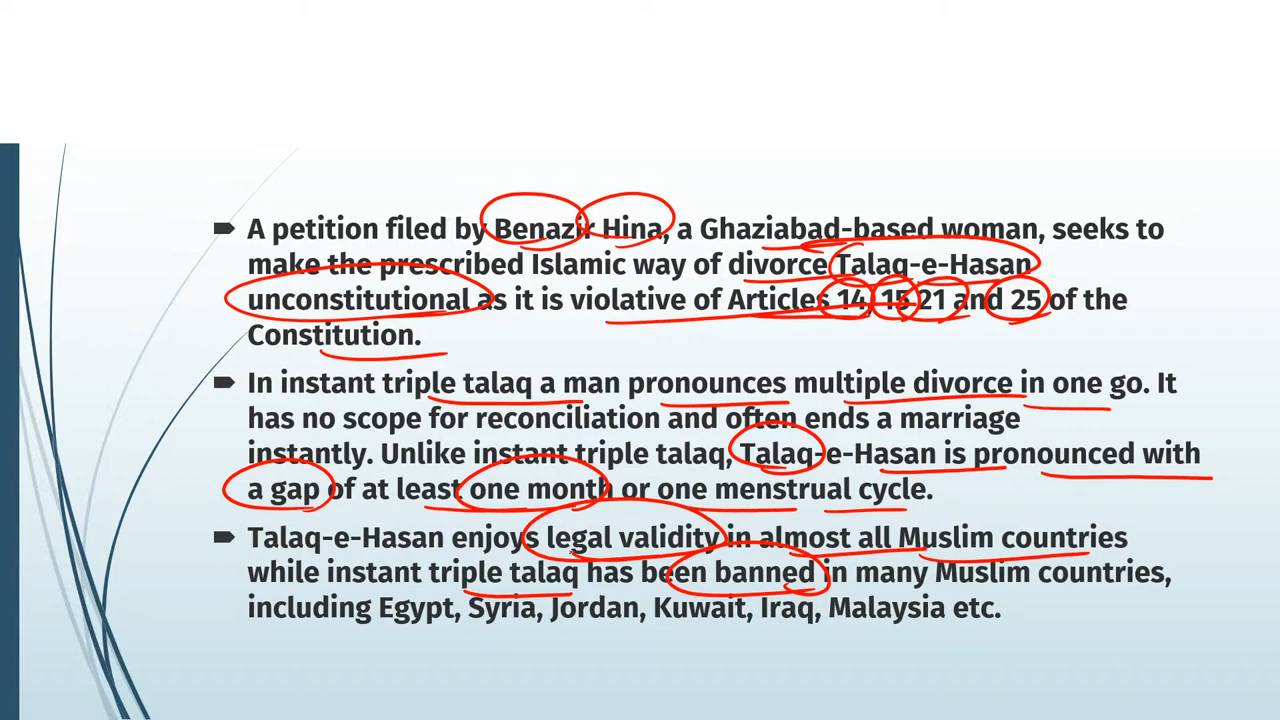 A petition filed by Benazir Hina, a Ghaziabad-based woman, seeks to
make the prescribed Islamic way of divorce Talaq-e-Hasan
unconstitutional as it is violative of Articles 14, 15 21 and 25 of the
Constitution.
In instant triple talaq a man pronounces multiple divorce in one go. It
has no scope for reconciliation and often ends a marriage
instantly. Unlike instant triple talaq, Talaq-e-Hasan is pronounced with
a gap of at least one month or one menstrual cycle.
Talaq-e-Hasan enjoys legal validity in almost all Muslim countries
while instant triple talaq has been banned in many Muslim countries,
including Egypt, Syria, Jordan, Kuwait, Iraq, Malaysia etc.